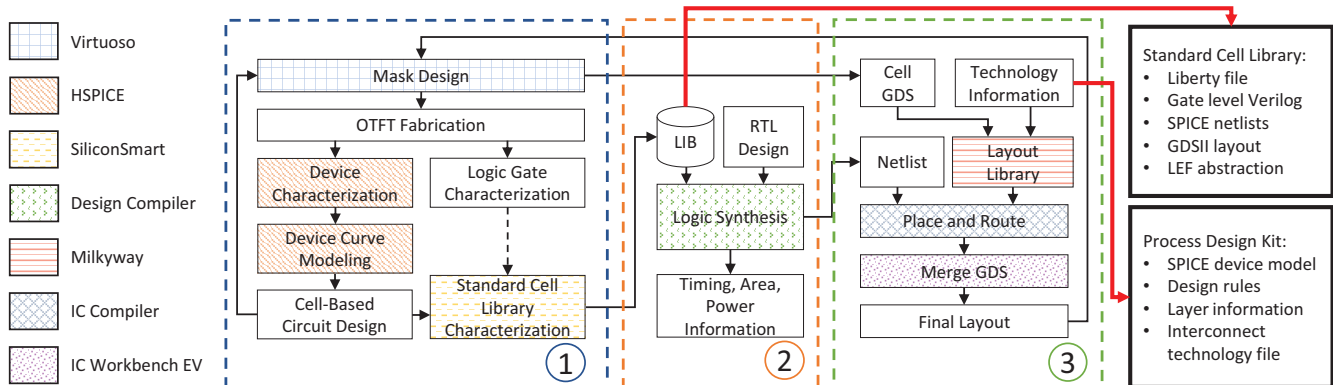 Virtuoso
HSPICE
SiliconSmart
Design Compiler
Milkyway
IC Compiler
IC Workbench EV
Mask Design
OTFT Fabrication
Device
Characterization
Logic Gate
Characterization
Device Curve
Modeling
Cell-Based
Circuit Design
Standard Cell
Library
Characterization
1
LIB
RTL
Design
Logic Synthesis
Timing, Area,
Power
Information
2
Cell
GDS
Technology
Information
Netlist
Layout
Library
Place and Route
Merge GDS
Final Layout
3
Standard Cell Library:
• Liberty file
• Gate level Verilog
• SPICE netlists
• GDSII layout
• LEF abstraction
Process Design Kit:
• SPICE device model
• Design rules
• Layer information
• Interconnect
technology file